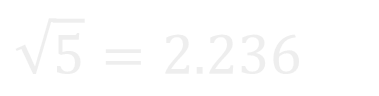 √5 = 2.236